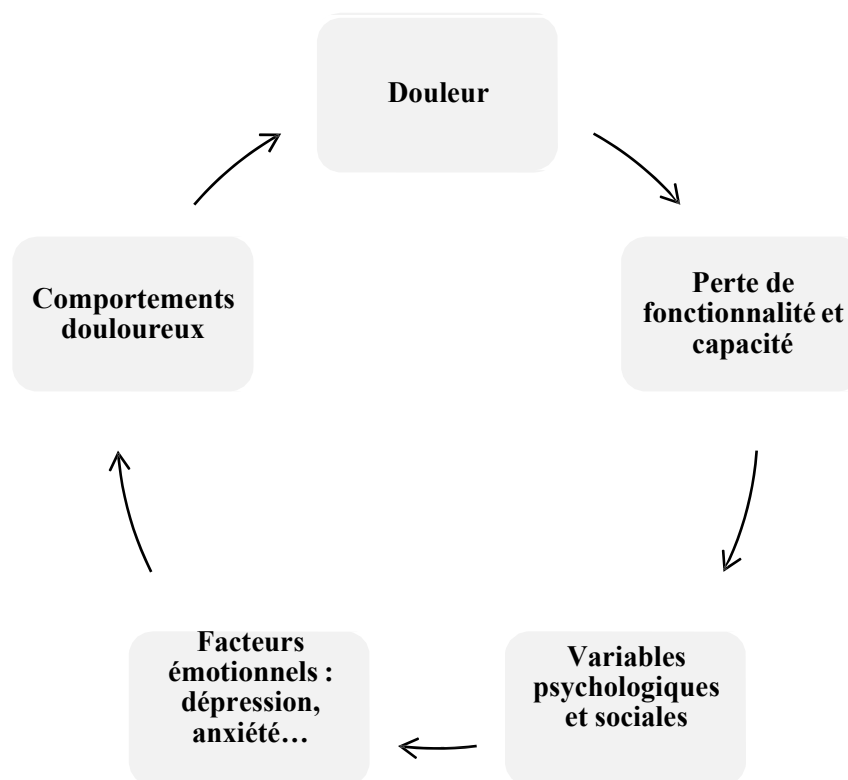 Douleur
Perte de
fonctionnalité et
capacité
Variables
psychologiques
et sociales
Facteurs
émotionnels :
dépression,
anxiété…
Comportements
douloureux